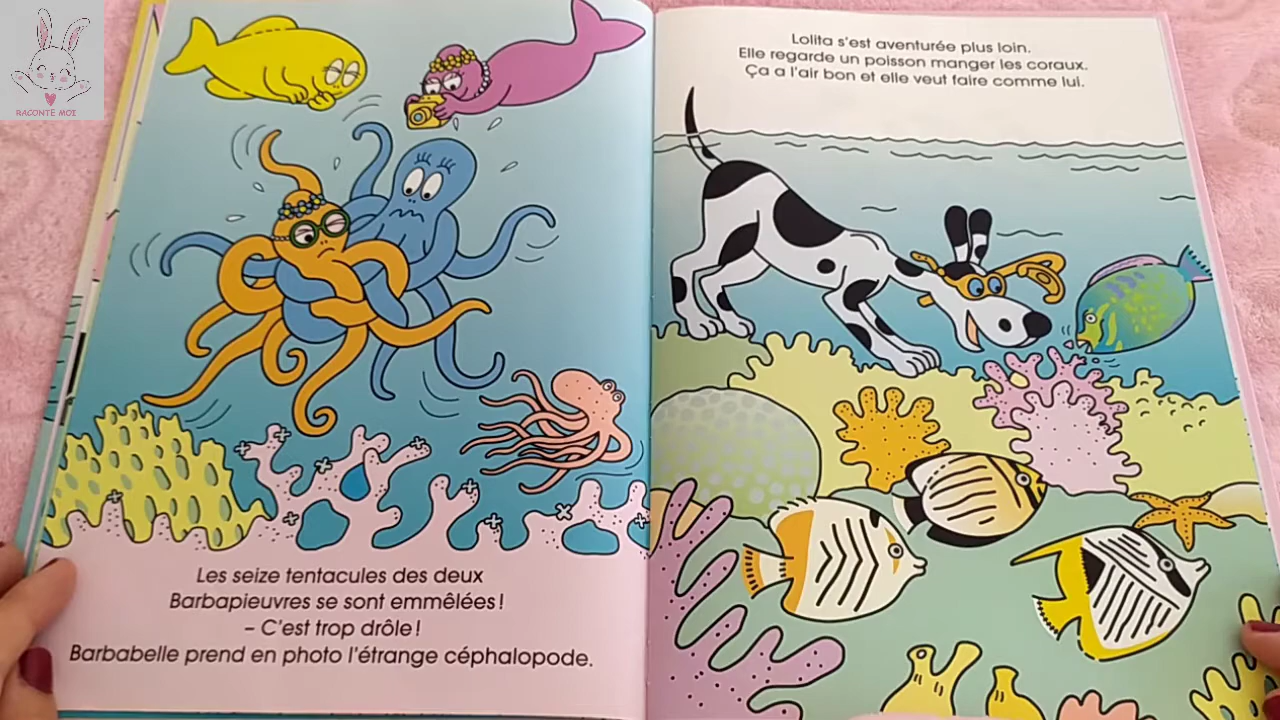 RACONTE MOI
Les seize tentacules des deux
Barbapieuvres se sont emmêlées !
– C'est trop drôle !
Barbabelle prend en photo l'étrange céphalopode.
Lolita s'est aventurée plus loin.
Elle regarde un poisson manger les coraux.
Ça a l'air bon et elle veut faire comme lui.